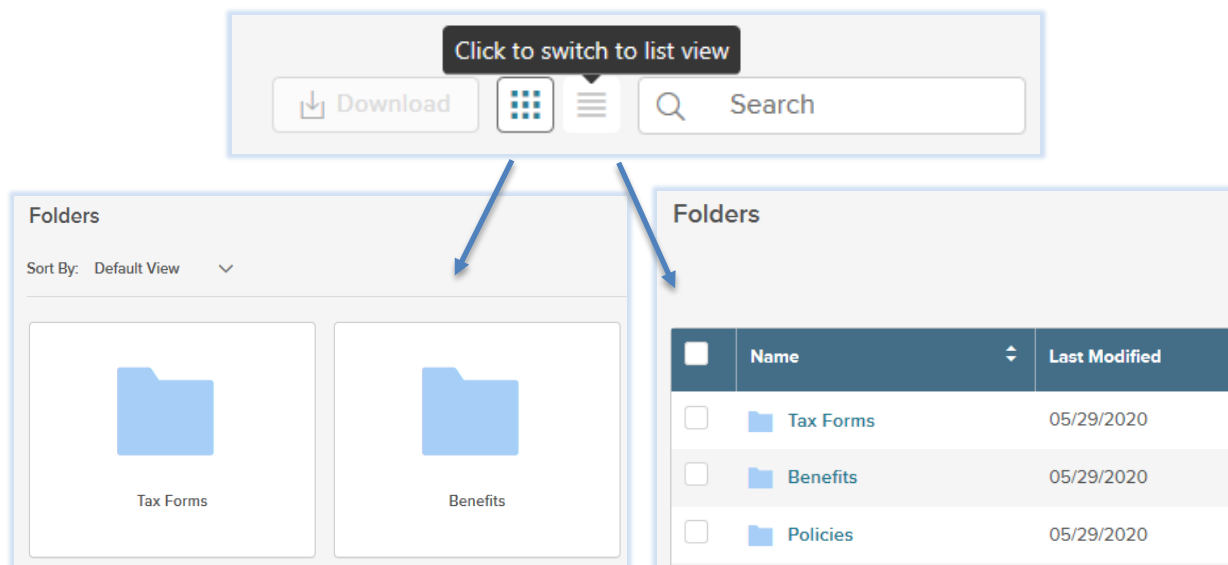 Click to switch to list view
Download
Search
Folders
Sort By: Default View
Tax Forms
Benefits
Folders
Name Last Modified
Tax Forms 05/29/2020
Benefits 05/29/2020
Policies 05/29/2020